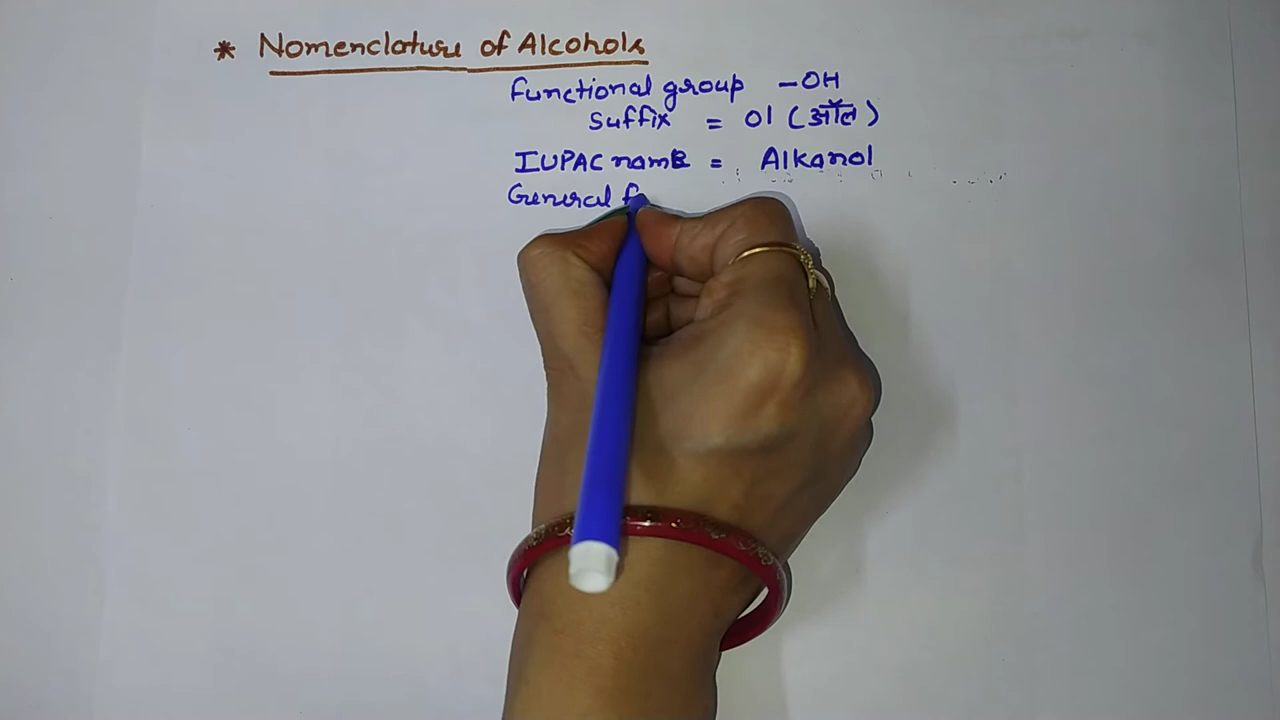 * Nomenclature of Alcohols
Functional group -OH
Suffix = ol (ऑल)
IUPAC name = Alkanol
General f